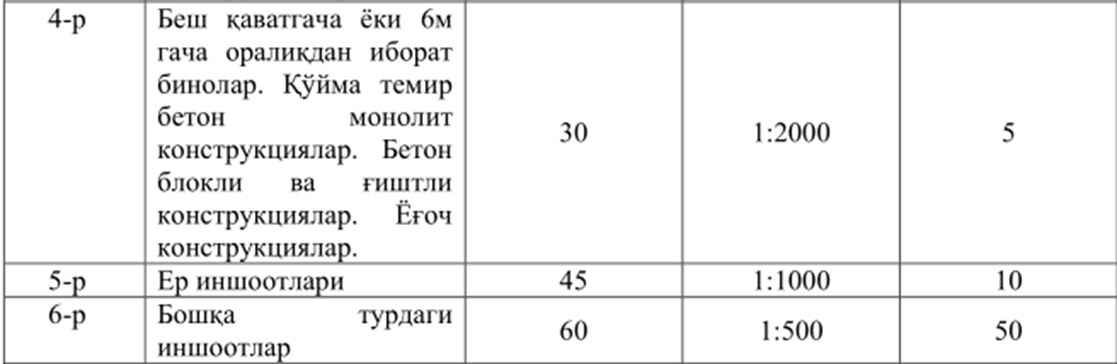 4-р
Беш қаватгача ёки 6м
гача оралиқдан иборат
бинолар. Қўйма темир
бетон монолит
конструкциялар. Бетон
блокли ва ғиштли
конструкциялар. Ёғоч
конструкциялар.
30
1:2000
5
5-р
Ер иншоотлари
45
1:1000
10
6-р
Бошқа турдаги
иншоотлар
60
1:500
50